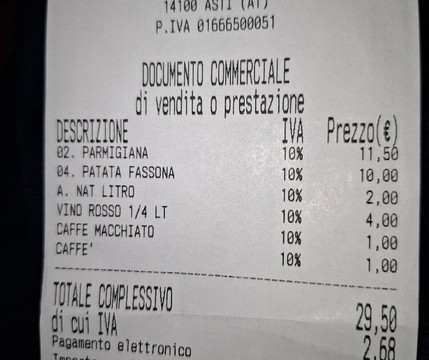 14100 ASTI (AT)
P.IVA 01666500051
DOCUMENTO COMMERCIALE
di vendita o prestazione
DESCRIZIONE IVA Prezzo(€)
02. PARMIGIANA 10% 11,50
04. PATATA FASSONA 10% 10,00
A. NAT LITRO 10% 2,00
VINO ROSSO 1/4 LT 10% 4,00
CAFFE MACCHIATO 10% 1,00
CAFFE' 10% 1,00
TOTALE COMPLESSIVO 29,50
di cui IVA 2,68
Pagamento elettronico